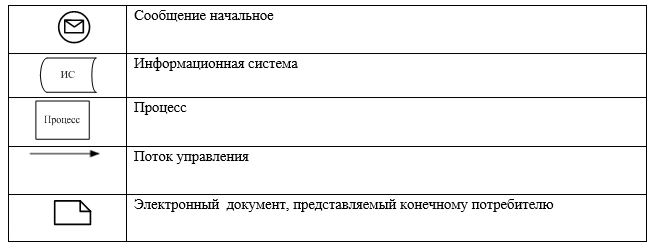 Сообщение начальное
ИС
Информационная система
Процесс
Процесс
Поток управления
Электронный документ, представляемый конечному потребителю